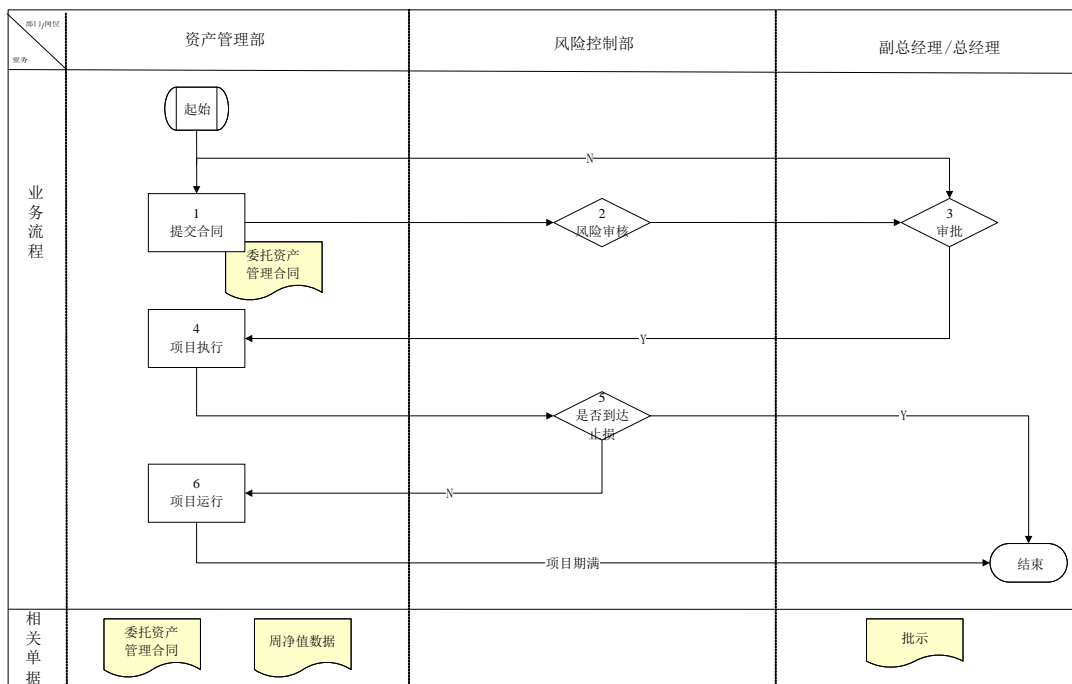 部门/岗位
业务
资产管理部
风险控制部
副总经理/总经理
业
务
流
程
起始
N
1
提交合同
2
风险审核
3
审批
委托资产
管理合同
4
项目执行
Y
5
是否到达
止损
Y
6
项目运行
N
项目期满
结束
相
关
单
据
委托资产
管理合同
周净值数据
批示